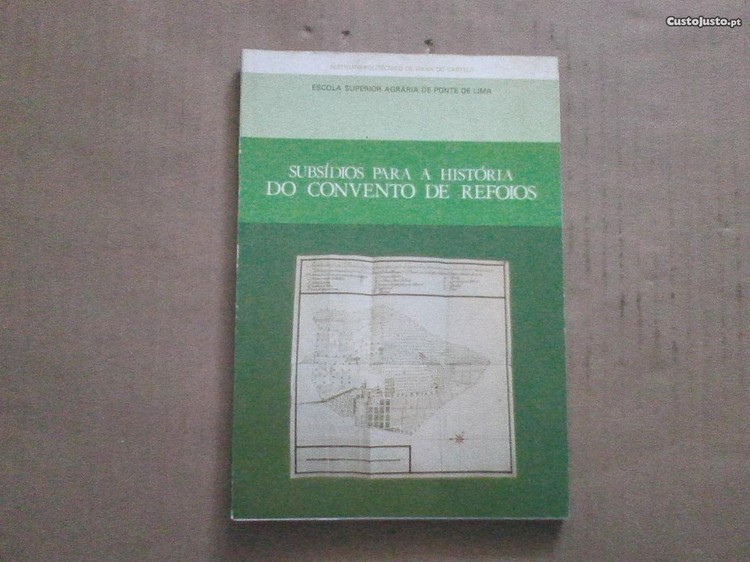 CustoJusto.pt
INSTITUTO POLITÉCNICO DE VIANA DO CASTELO
ESCOLA SUPERIOR AGRÁRIA DE PONTE DE LIMA
SUBSÍDIOS PARA A HISTÓRIA
DO CONVENTO DE REFOIOS